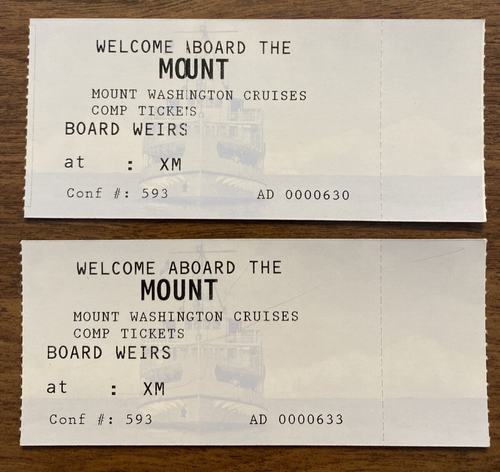 WELCOME ABOARD THE
MOUNT
MOUNT WASHINGTON CRUISES
COMP TICKETS
BOARD WEIRS
at : XM
Conf #: 593 AD 0000630
WELCOME ABOARD THE
MOUNT
MOUNT WASHINGTON CRUISES
COMP TICKETS
BOARD WEIRS
at : XM
Conf #: 593 AD 0000633